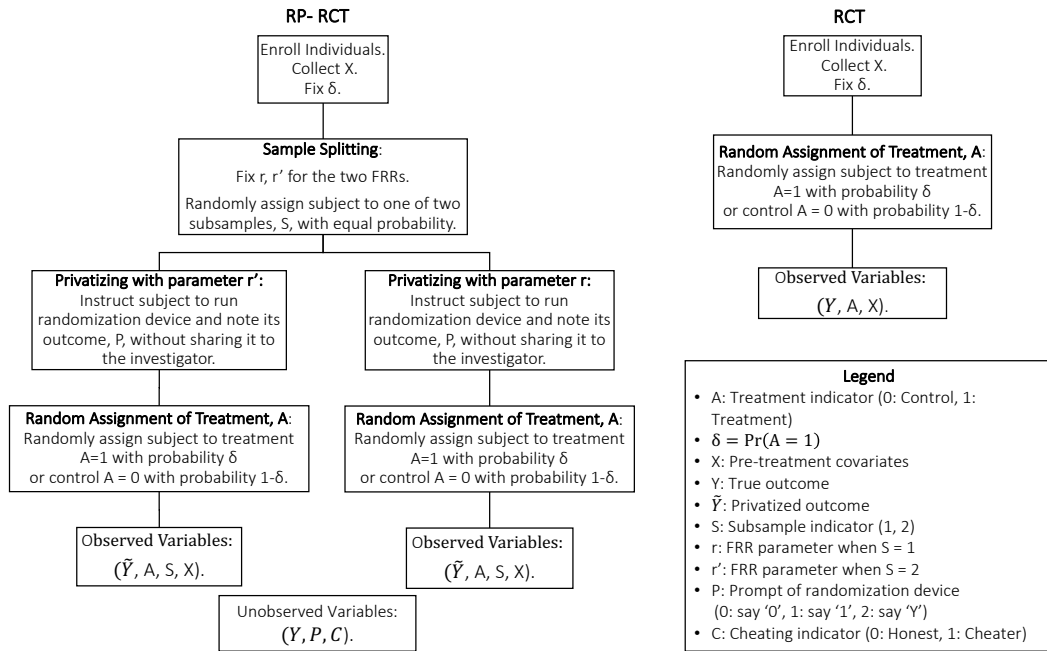 RP- RCT
Enroll Individuals.
Collect X.
Fix δ.
Sample Splitting:
Fix r, r’ for the two FRRs.
Randomly assign subject to one of two
subsamples, S, with equal probability.
Privatizing with parameter r’:
Instruct subject to run
randomization device and note its
outcome, P, without sharing it to
the investigator.
Privatizing with parameter r:
Instruct subject to run
randomization device and note its
outcome, P, without sharing it to
the investigator.
Random Assignment of Treatment, A:
Randomly assign subject to treatment
A=1 with probability δ
or control A = 0 with probability 1-δ.
Random Assignment of Treatment, A:
Randomly assign subject to treatment
A=1 with probability δ
or control A = 0 with probability 1-δ.
Observed Variables:
(Ỹ, A, S, X).
Observed Variables:
(Ỹ, A, S, X).
Unobserved Variables:
(Y, P, C).
RCT
Enroll Individuals.
Collect X.
Fix δ.
Random Assignment of Treatment, A:
Randomly assign subject to treatment
A=1 with probability δ
or control A = 0 with probability 1-δ.
Observed Variables:
(Y, A, X).
Legend
• A: Treatment indicator (0: Control, 1:
Treatment)
• δ = Pr(A = 1)
• X: Pre-treatment covariates
• Y: True outcome
• Ỹ: Privatized outcome
• S: Subsample indicator (1, 2)
• r: FRR parameter when S = 1
• r’: FRR parameter when S = 2
• P: Prompt of randomization device
(0: say ‘0’, 1: say ‘1’, 2: say ‘Y’)
• C: Cheating indicator (0: Honest, 1: Cheater)